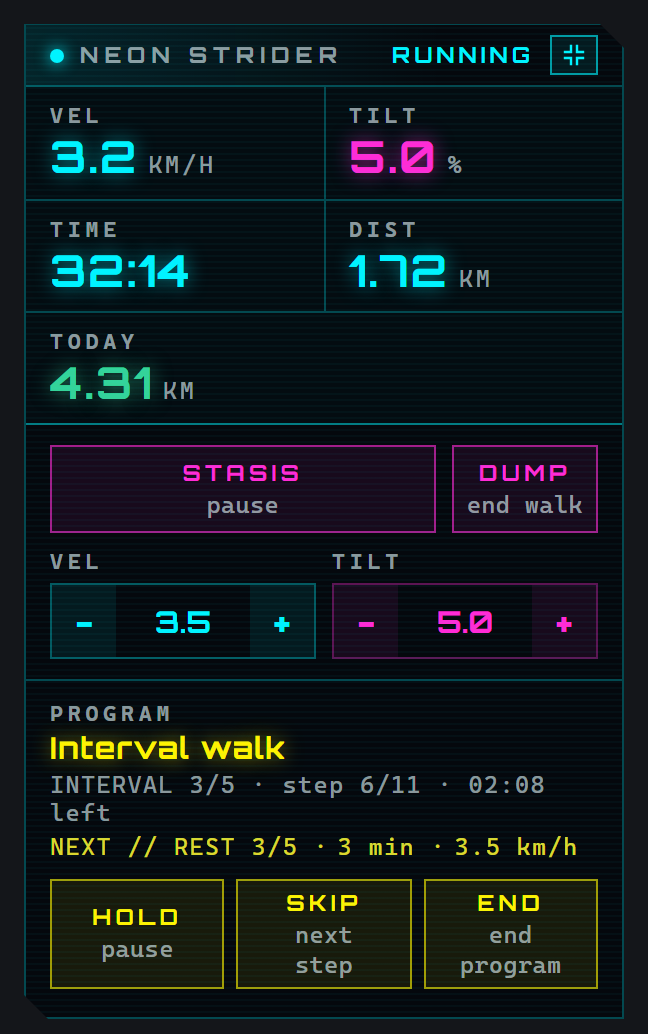 NEON STRIDER RUNNING
VEL
3.2 KM/H
TILT
5.0 %
TIME
32:14
DIST
1.72 KM
TODAY
4.31 KM
STASIS
pause
DUMP
end walk
VEL
- 3.5 +
TILT
- 5.0 +
PROGRAM
Interval walk
INTERVAL 3/5 · step 6/11 · 02:08
left
NEXT // REST 3/5 · 3 min · 3.5 km/h
HOLD
pause
SKIP
next
step
END
end
program